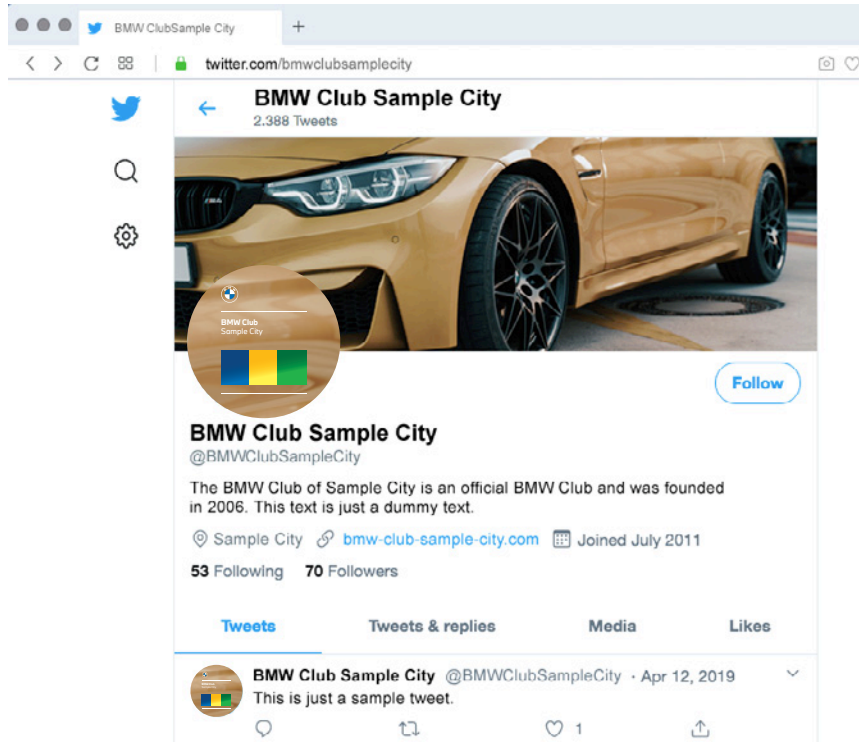 BMW ClubSample City
twitter.com/bmwclubsamplecity
BMW Club Sample City
2.388 Tweets
BMW Club
Sample City
Follow
BMW Club Sample City
@BMWClubSampleCity
The BMW Club of Sample City is an official BMW Club and was founded
in 2006. This text is just a dummy text.
Sample City bmw-club-sample-city.com Joined July 2011
53 Following 70 Followers
Tweets Tweets & replies Media Likes
BMW Club Sample City @BMWClubSampleCity · Apr 12, 2019
This is just a sample tweet.
1